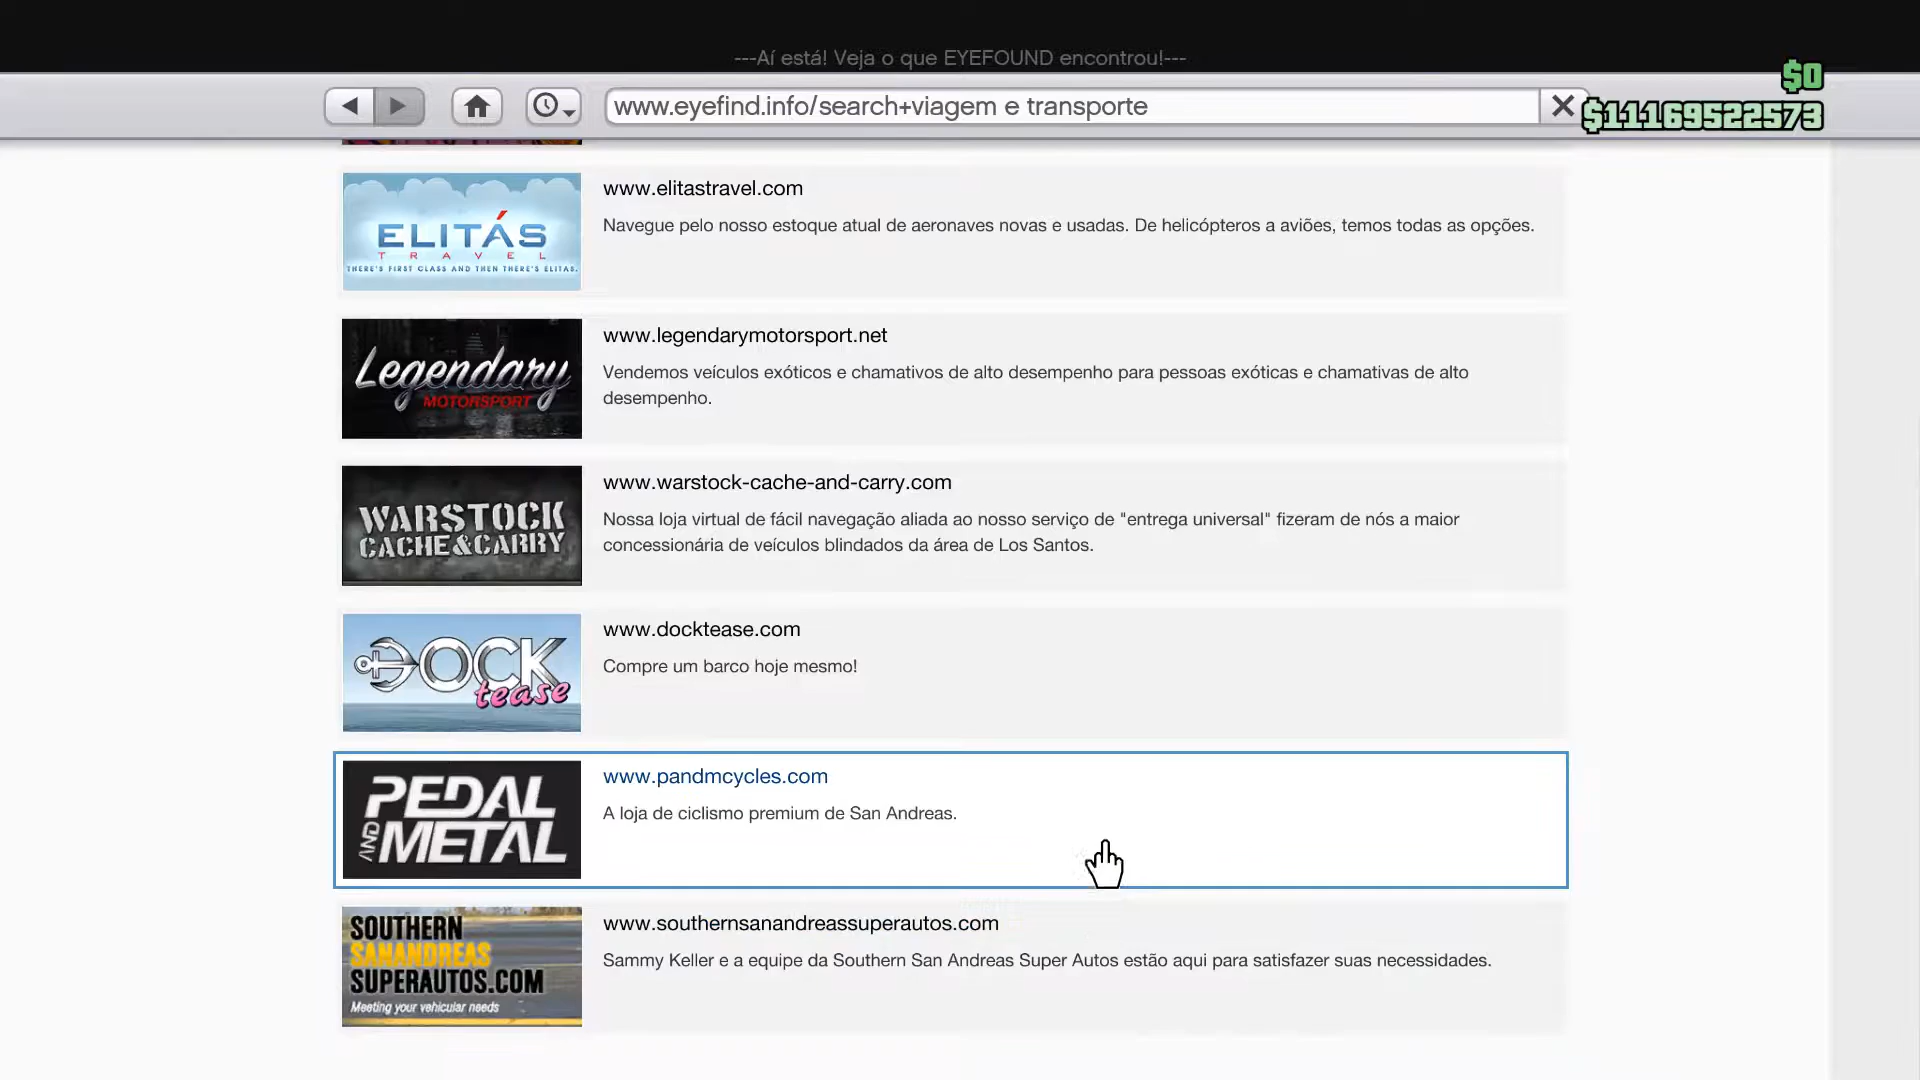 ---Aí está! Veja o que EYEFOUND encontrou!---
$0
www.eyefind.info/search+viagem e transporte
$11169522573
ELITÁS
TRAVEL
THERE'S FIRST CLASS AND THEN THERE'S ELITAS.
www.elitastravel.com
Navegue pelo nosso estoque atual de aeronaves novas e usadas. De helicópteros a aviões, temos todas as opções.
Legendary
MOTORSPORT
www.legendarymotorsport.net
Vendemos veículos exóticos e chamativos de alto desempenho para pessoas exóticas e chamativas de alto
desempenho.
WARSTOCK
CACHE&CARRY
www.warstock-cache-and-carry.com
Nossa loja virtual de fácil navegação aliada ao nosso serviço de "entrega universal" fizeram de nós a maior
concessionária de veículos blindados da área de Los Santos.
DOCK
tease
www.docktease.com
Compre um barco hoje mesmo!
PEDAL
AND METAL
www.pandmcycles.com
A loja de ciclismo premium de San Andreas.
SOUTHERN
SANANDREAS
SUPERAUTOS.COM
Meeting your vehicular needs
www.southernsanandreassuperautos.com
Sammy Keller e a equipe da Southern San Andreas Super Autos estão aqui para satisfazer suas necessidades.